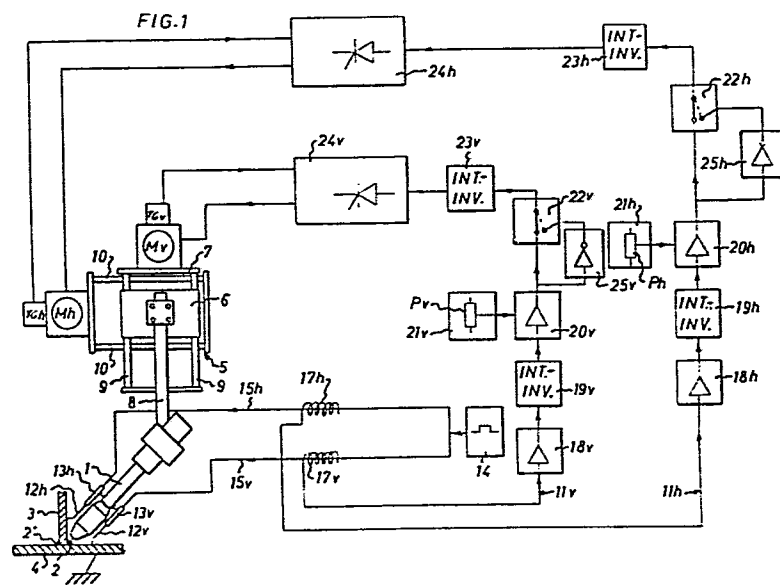 FIG.1
INT-
INV.
23h
24h
22h
25h
24v
23v
INT-
INV.
22v
21h
Ph
20h
TGv
Mv
7
10
6
TGh
Mh
Pv
21v
20v
25v
INT-
INV.
19h
10
9
8
9
5
17h
15h
INT-
INV.
19v
18h
14
18v
15v
17v
11v
11h
1
13h
12h
3
2'
4
2
13v
12v